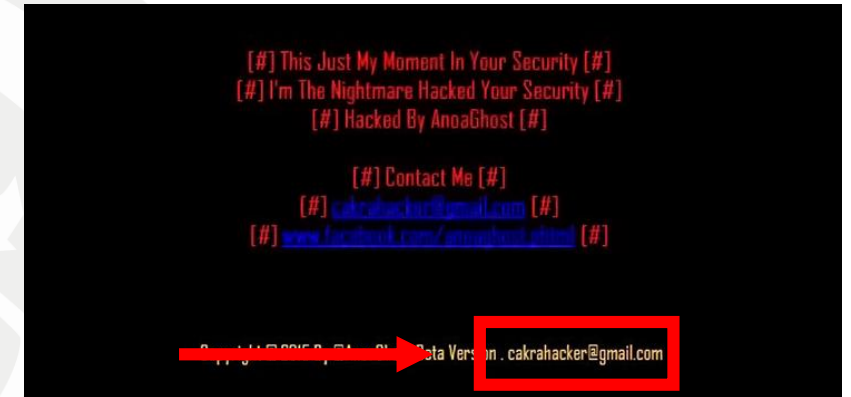 [#] This Just My Moment In Your Security [#]
[#] I'm The Nightmare Hacked Your Security [#]
[#] Hacked By AnoaGhost [#]
[#] Contact Me [#]
[#] cakrahacker@gmail.com [#]
[#] [#]
Version . cakrahacker@gmail.com